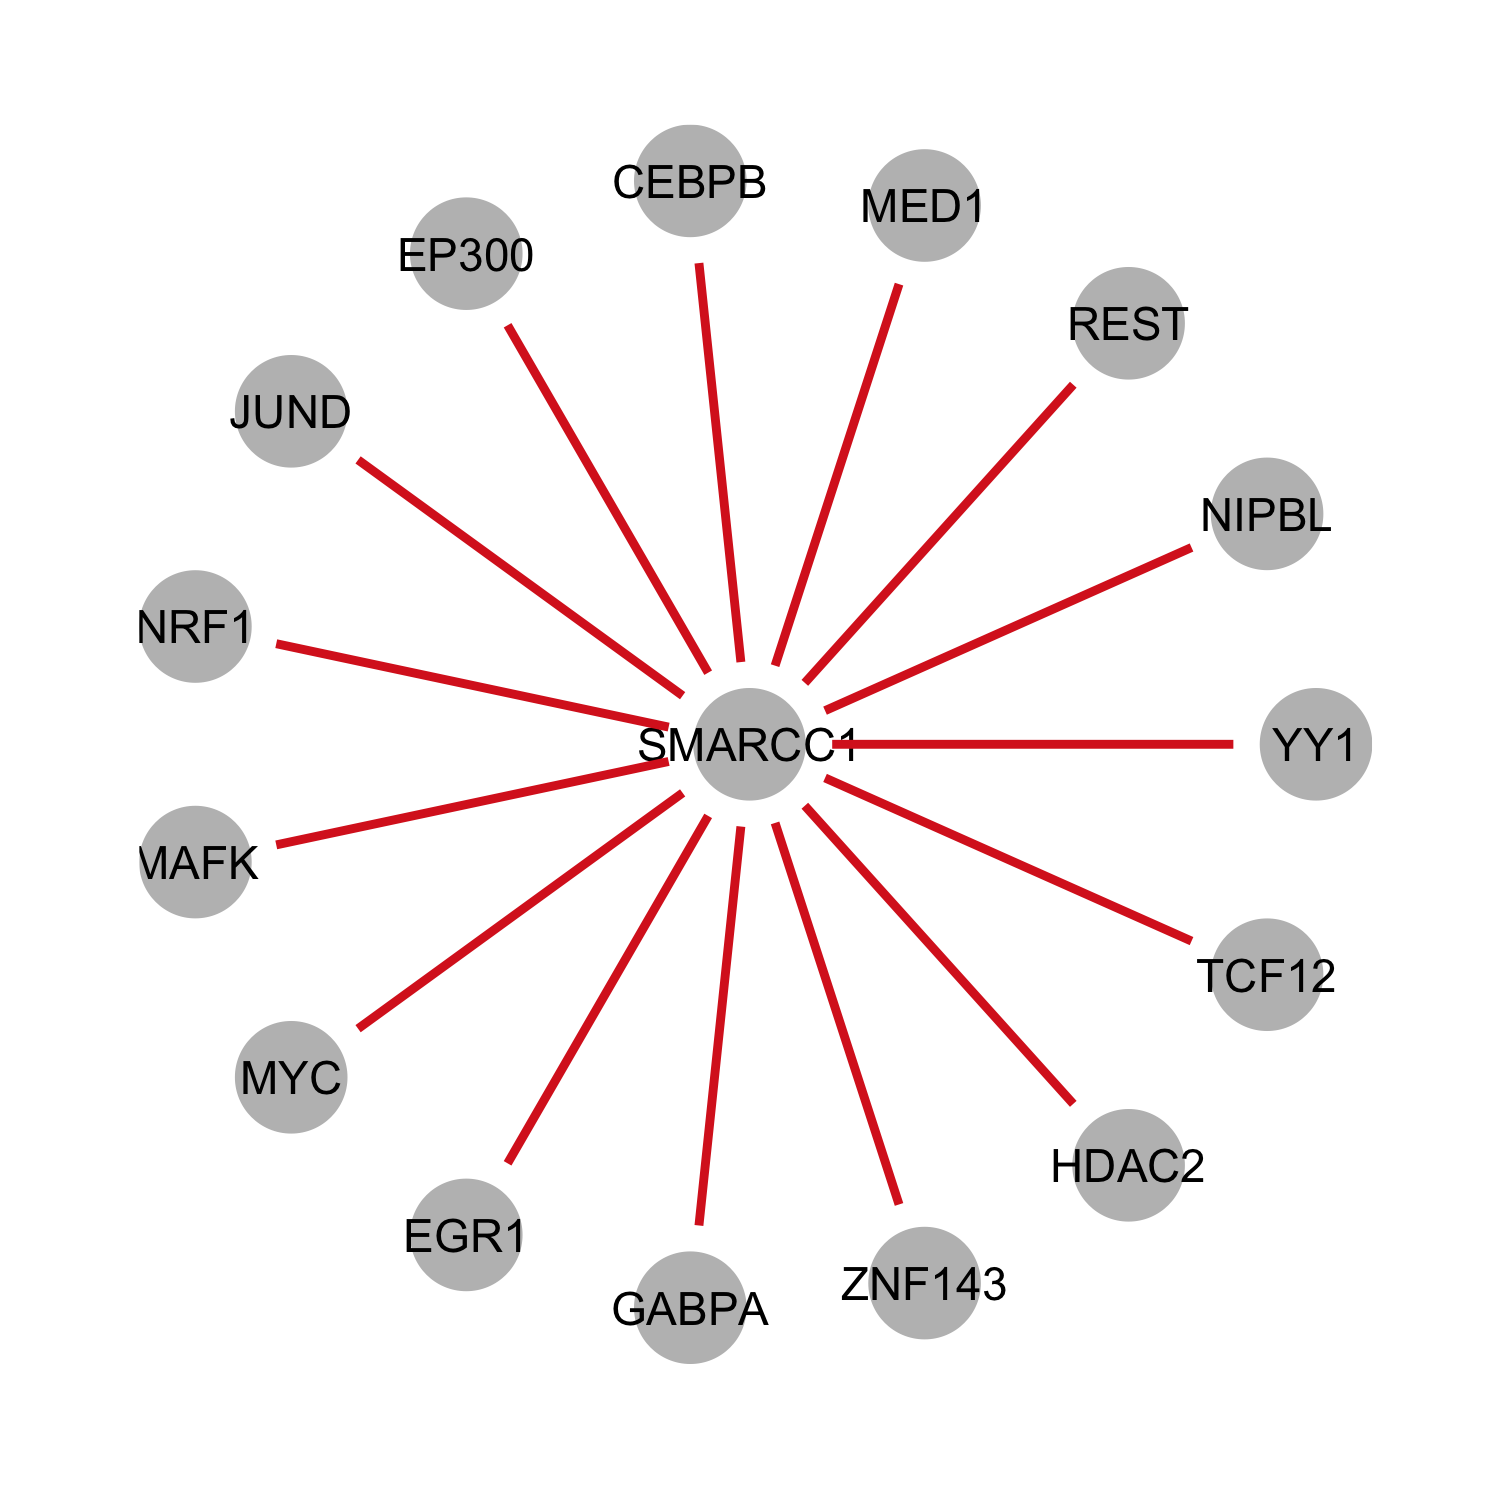 CEBPB
MED1
EP300
REST
JUND
NIPBL
NRF1
SMARCC1
YY1
MAFK
TCF12
MYC
HDAC2
EGR1
ZNF143
GABPA